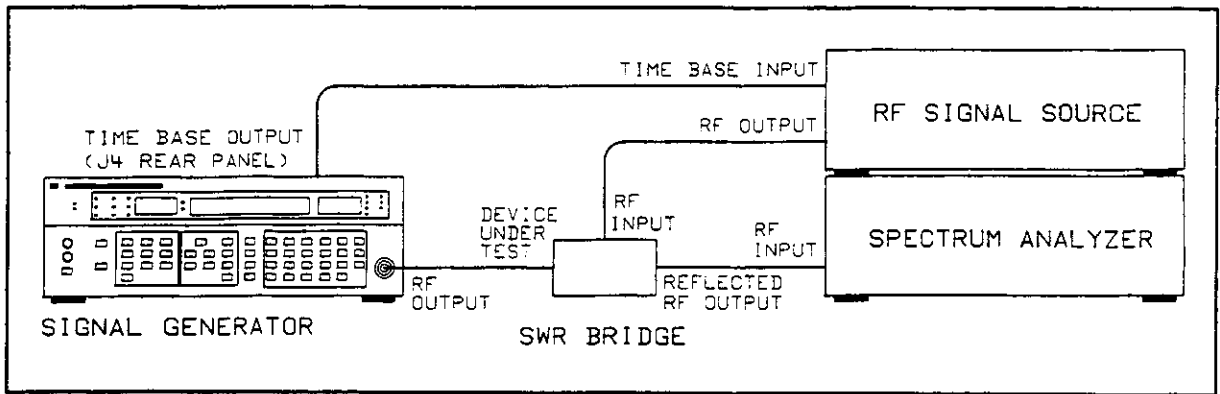 TIME BASE INPUT
RF SIGNAL SOURCE
RF OUTPUT
TIME BASE OUTPUT
(J4 REAR PANEL)
DEVICE
UNDER
TEST
RF
INPUT
RF
INPUT
SPECTRUM ANALYZER
RF
OUTPUT
REFLECTED
RF OUTPUT
SIGNAL GENERATOR
SWR BRIDGE